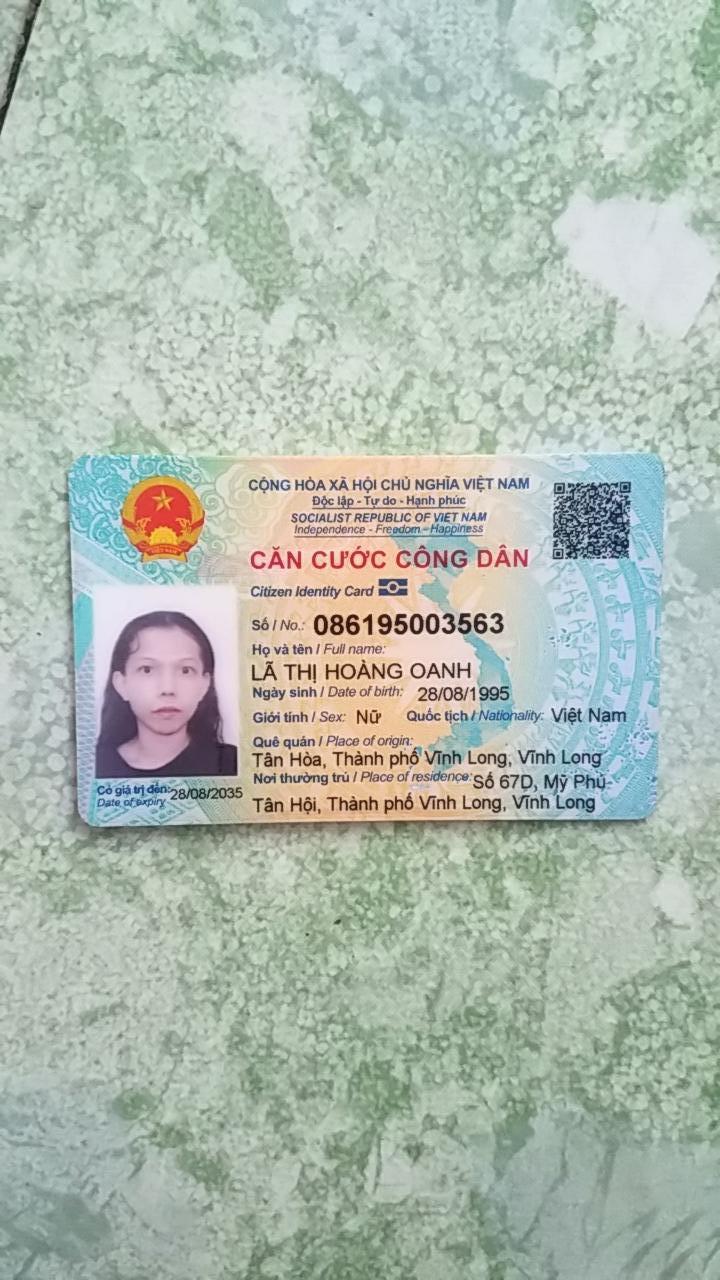 CỘNG HÒA XÃ HỘI CHỦ NGHĨA VIỆT NAM
Độc lập - Tự do - Hạnh phúc
SOCIALIST REPUBLIC OF VIET NAM
Independence - Freedom - Happiness
CĂN CƯỚC CÔNG DÂN
Citizen Identity Card
Số / No.: 086195003563
Họ và tên / Full name:
LÃ THỊ HOÀNG OANH
Ngày sinh / Date of birth: 28/08/1995
Giới tính / Sex: Nữ Quốc tịch / Nationality: Việt Nam
Quê quán / Place of origin:
Tân Hòa, Thành phố Vĩnh Long, Vĩnh Long
Nơi thường trú / Place of residence: Số 67D, Mỹ Phú
Tân Hội, Thành phố Vĩnh Long, Vĩnh Long
Có giá trị đến: 28/08/2035
Date of expiry
VIỆT NAM